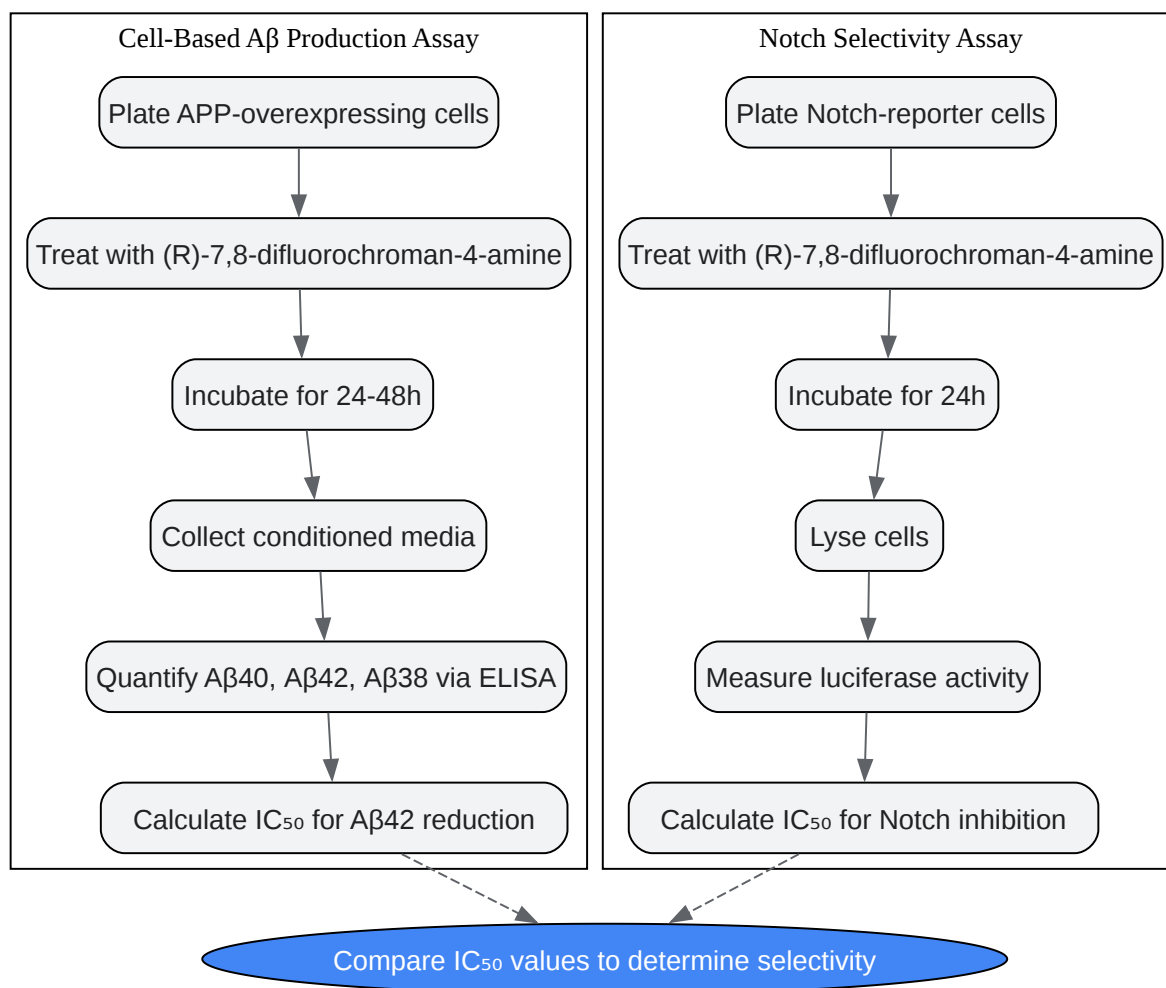 Cell-Based Aβ Production Assay
Plate APP-overexpressing cells
Treat with (R)-7,8-difluorochroman-4-amine
Incubate for 24-48h
Collect conditioned media
Quantify Aβ40, Aβ42, Aβ38 via ELISA
Calculate IC₅₀ for Aβ42 reduction
Notch Selectivity Assay
Plate Notch-reporter cells
Treat with (R)-7,8-difluorochroman-4-amine
Incubate for 24h
Lyse cells
Measure luciferase activity
Calculate IC₅₀ for Notch inhibition
Compare IC₅₀ values to determine selectivity